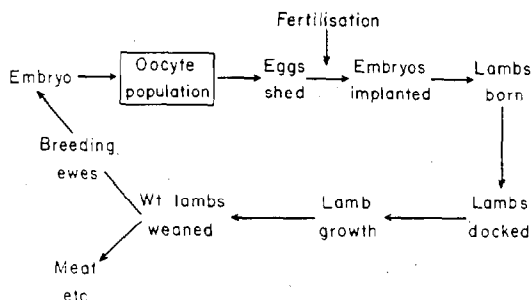 Fertilisation
Embryo
Oocyte
population
Eggs
shed
Embryos
implanted
Lambs
born
Lambs
docked
Lamb
growth
Wt lambs
weaned
Breeding
ewes
Meat
etc